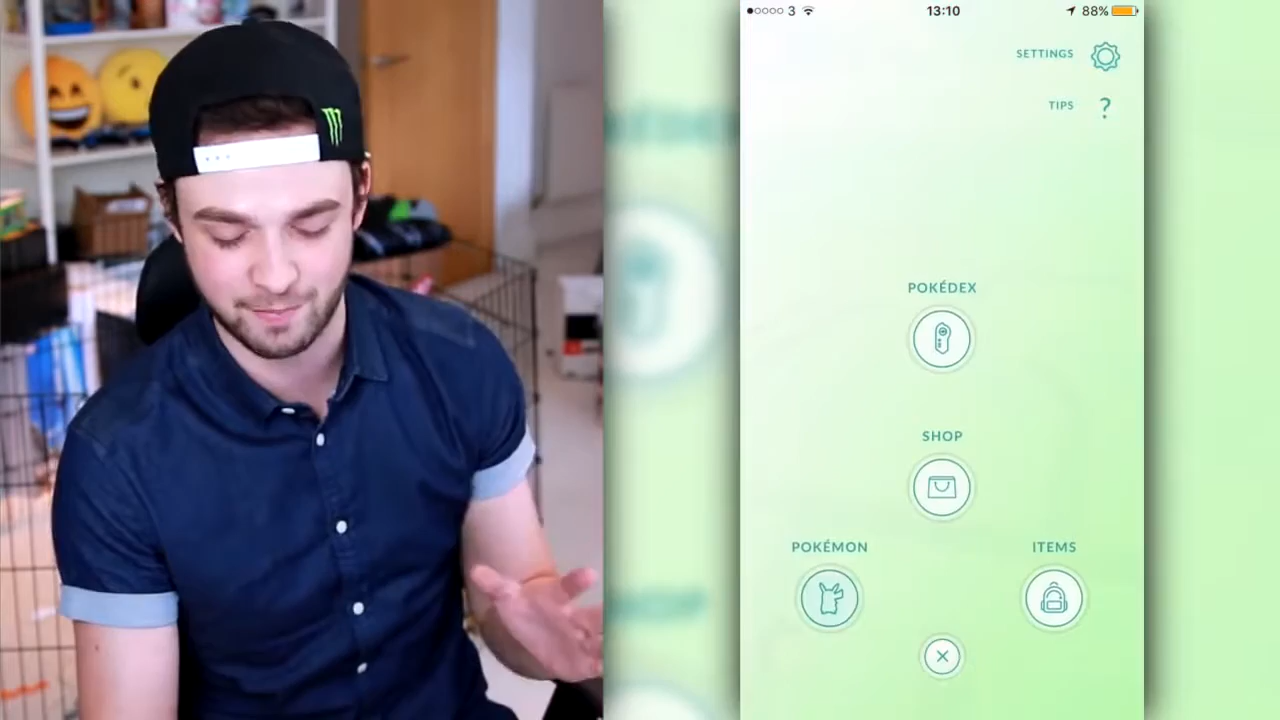 3 13:10 88%
SETTINGS
TIPS ?
POKÉDEX
SHOP
POKÉMON ITEMS